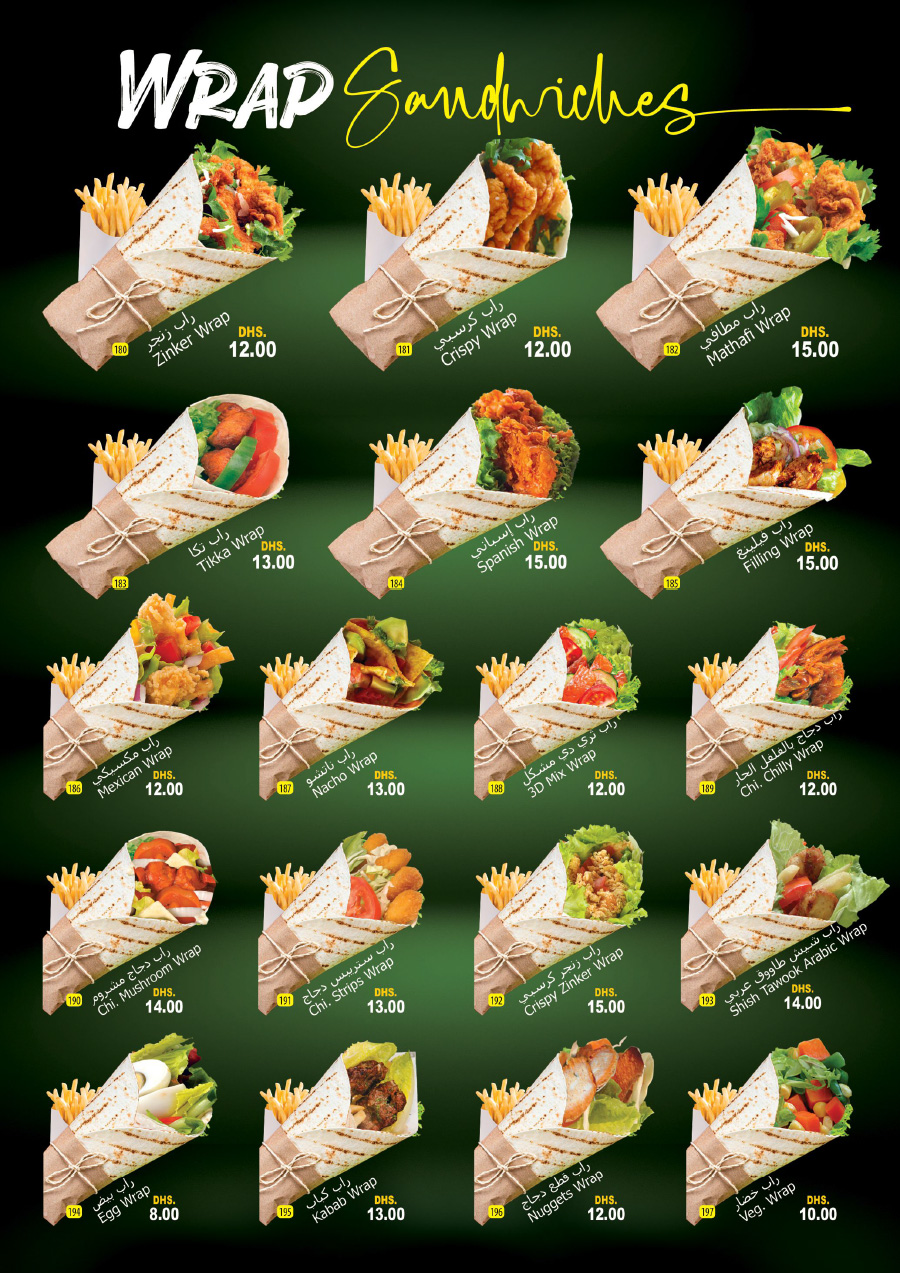 WRAP Sandwiches
راب زنجر
Zinker Wrap
180
DHS.
12.00
راب كرسبي
Crispy Wrap
181
DHS.
12.00
راب مطافي
Mathafi Wrap
182
DHS.
15.00
راب تكا
Tikka Wrap
183
DHS.
13.00
راب إسباني
Spanish Wrap
184
DHS.
15.00
راب فيلينغ
Filling Wrap
185
DHS.
15.00
راب مكسيكي
Mexican Wrap
186
DHS.
12.00
راب ناتشو
Nacho Wrap
187
DHS.
13.00
راب ثري دي مشكل
3D Mix Wrap
188
DHS.
12.00
راب دجاج بالفلفل الحار
Chi. Chilly Wrap
189
DHS.
12.00
راب دجاج مشروم
Chi. Mushroom Wrap
190
DHS.
14.00
راب ستريبس دجاج
Chi. Strips Wrap
191
DHS.
13.00
راب زنجر كرسبي
Crispy Zinker Wrap
192
DHS.
15.00
راب شيش طاووق عربي
Shish Tawook Arabic Wrap
193
DHS.
14.00
راب بيض
Egg Wrap
194
DHS.
8.00
راب كباب
Kabab Wrap
195
DHS.
13.00
راب قطع دجاج
Nuggets Wrap
196
DHS.
12.00
راب خضار
Veg. Wrap
197
DHS.
10.00